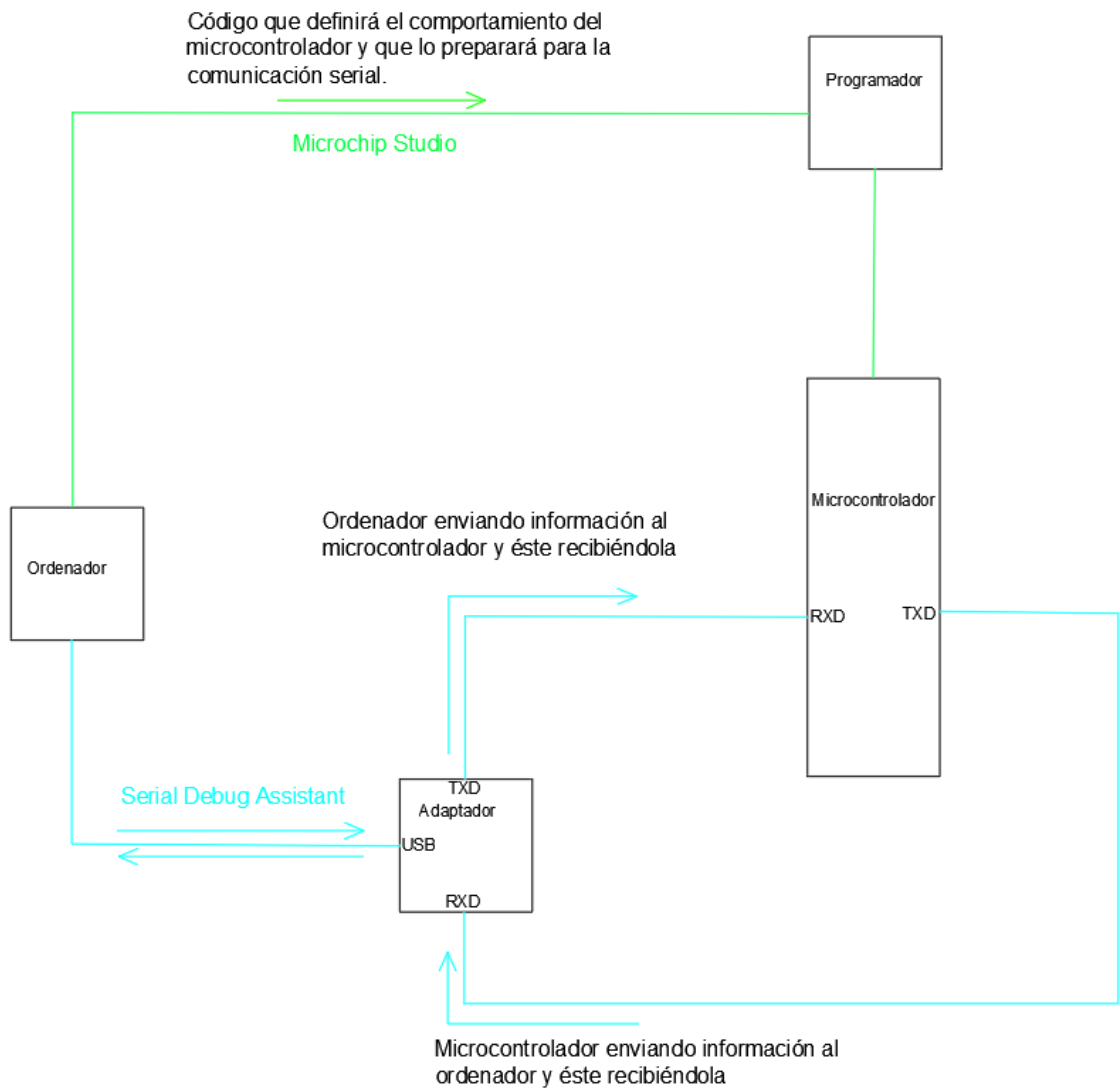 Código que definirá el comportamiento del
microcontrolador y que lo preparará para la
comunicación serial.
Programador
Microchip Studio
Microcontrolador
Ordenador enviando información al
microcontrolador y éste recibiéndola
Ordenador
RXD
TXD
TXD
Serial Debug Assistant
Adaptador
USB
RXD
Microcontrolador enviando información al
ordenador y éste recibiéndola